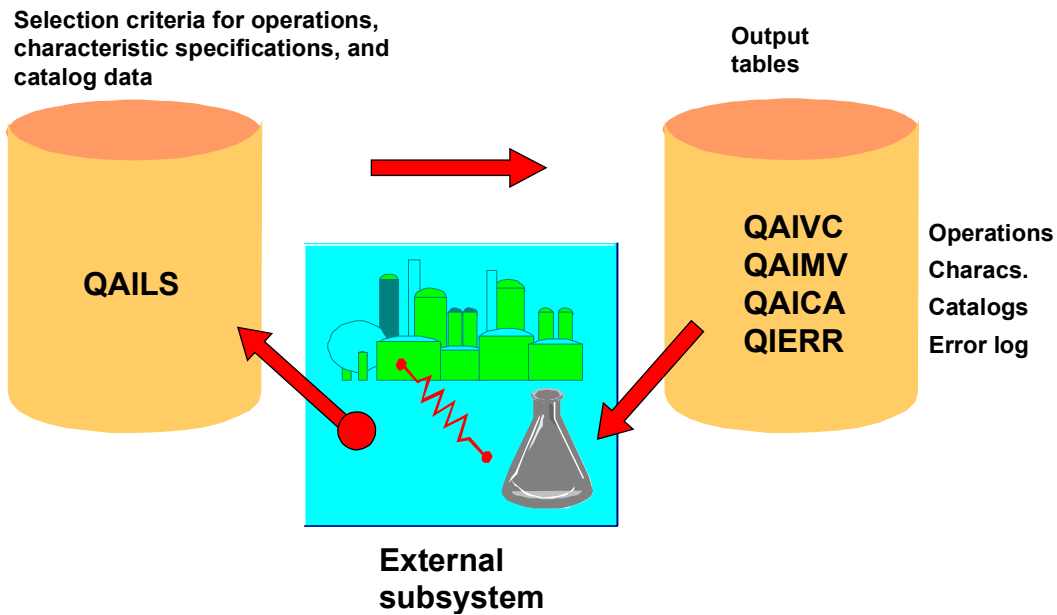 Selection criteria for operations,
characteristic specifications, and
catalog data
Output
tables
QAILS
QAIVC
Operations
QAIMV
Characs.
QAICA
Catalogs
QIERR
Error log
External
subsystem